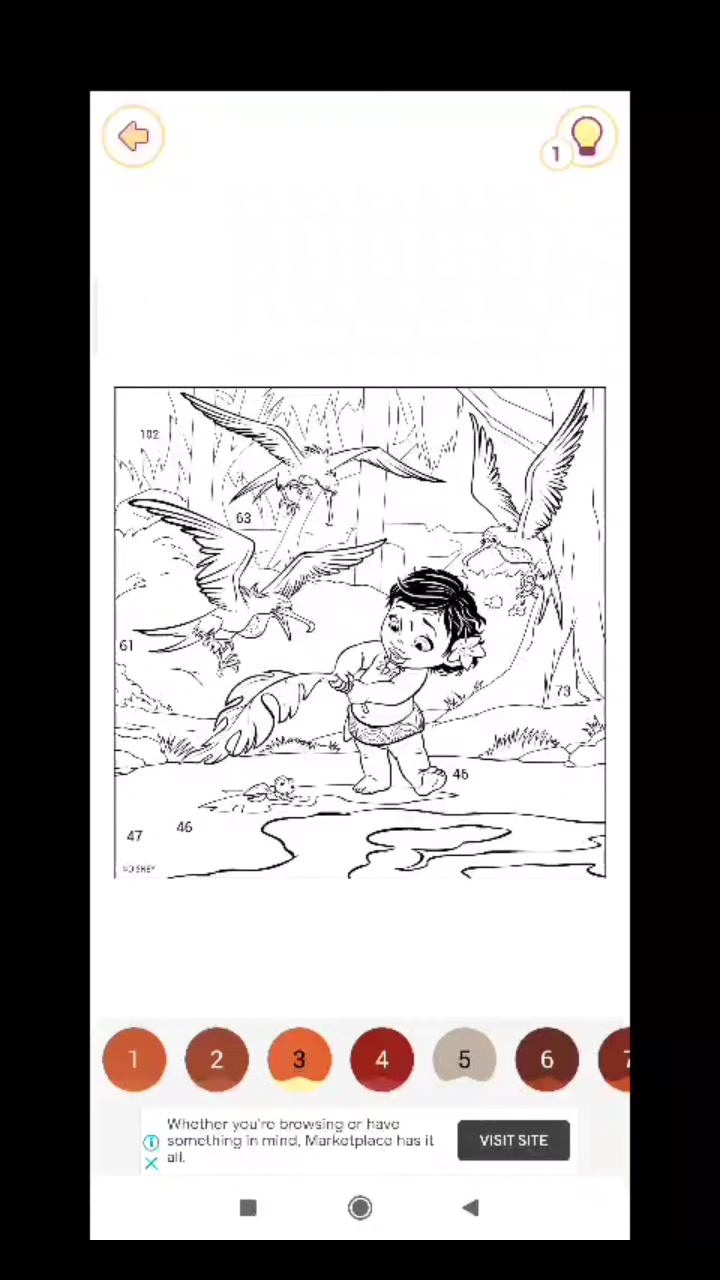 1
102
63
61
73
46
46
47
©DISNEY
1 2 3 4 5 6 7
Whether you're browsing or have
something in mind, Marketplace has it
all.
VISIT SITE